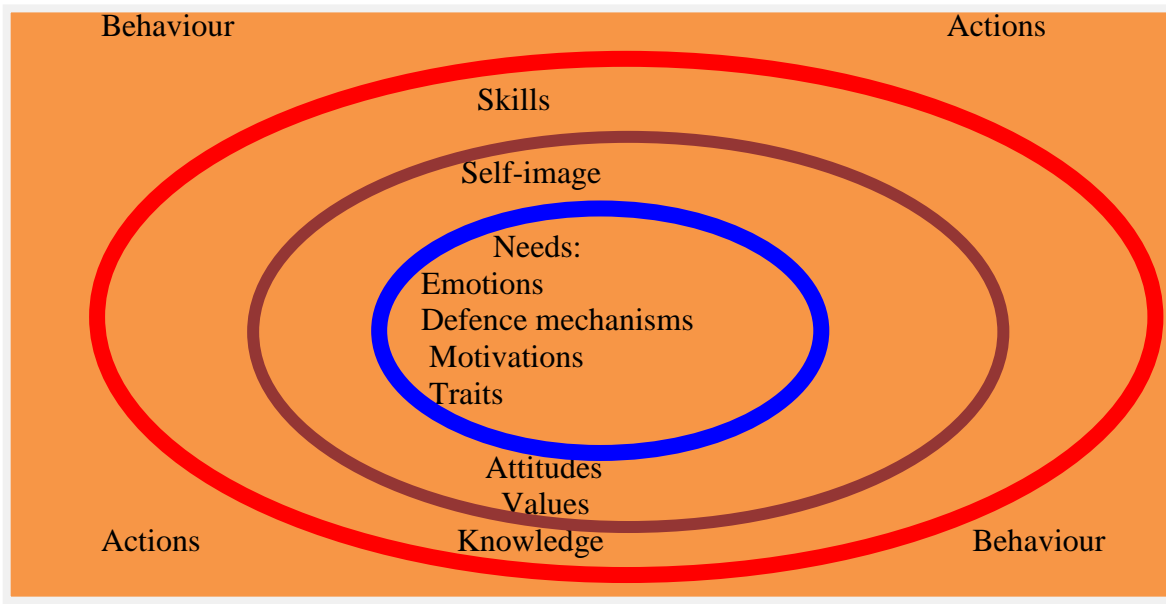 Behaviour Actions
Skills
Self-image
Needs:
Emotions
Defence mechanisms
Motivations
Traits
Attitudes
Values
Actions Knowledge Behaviour